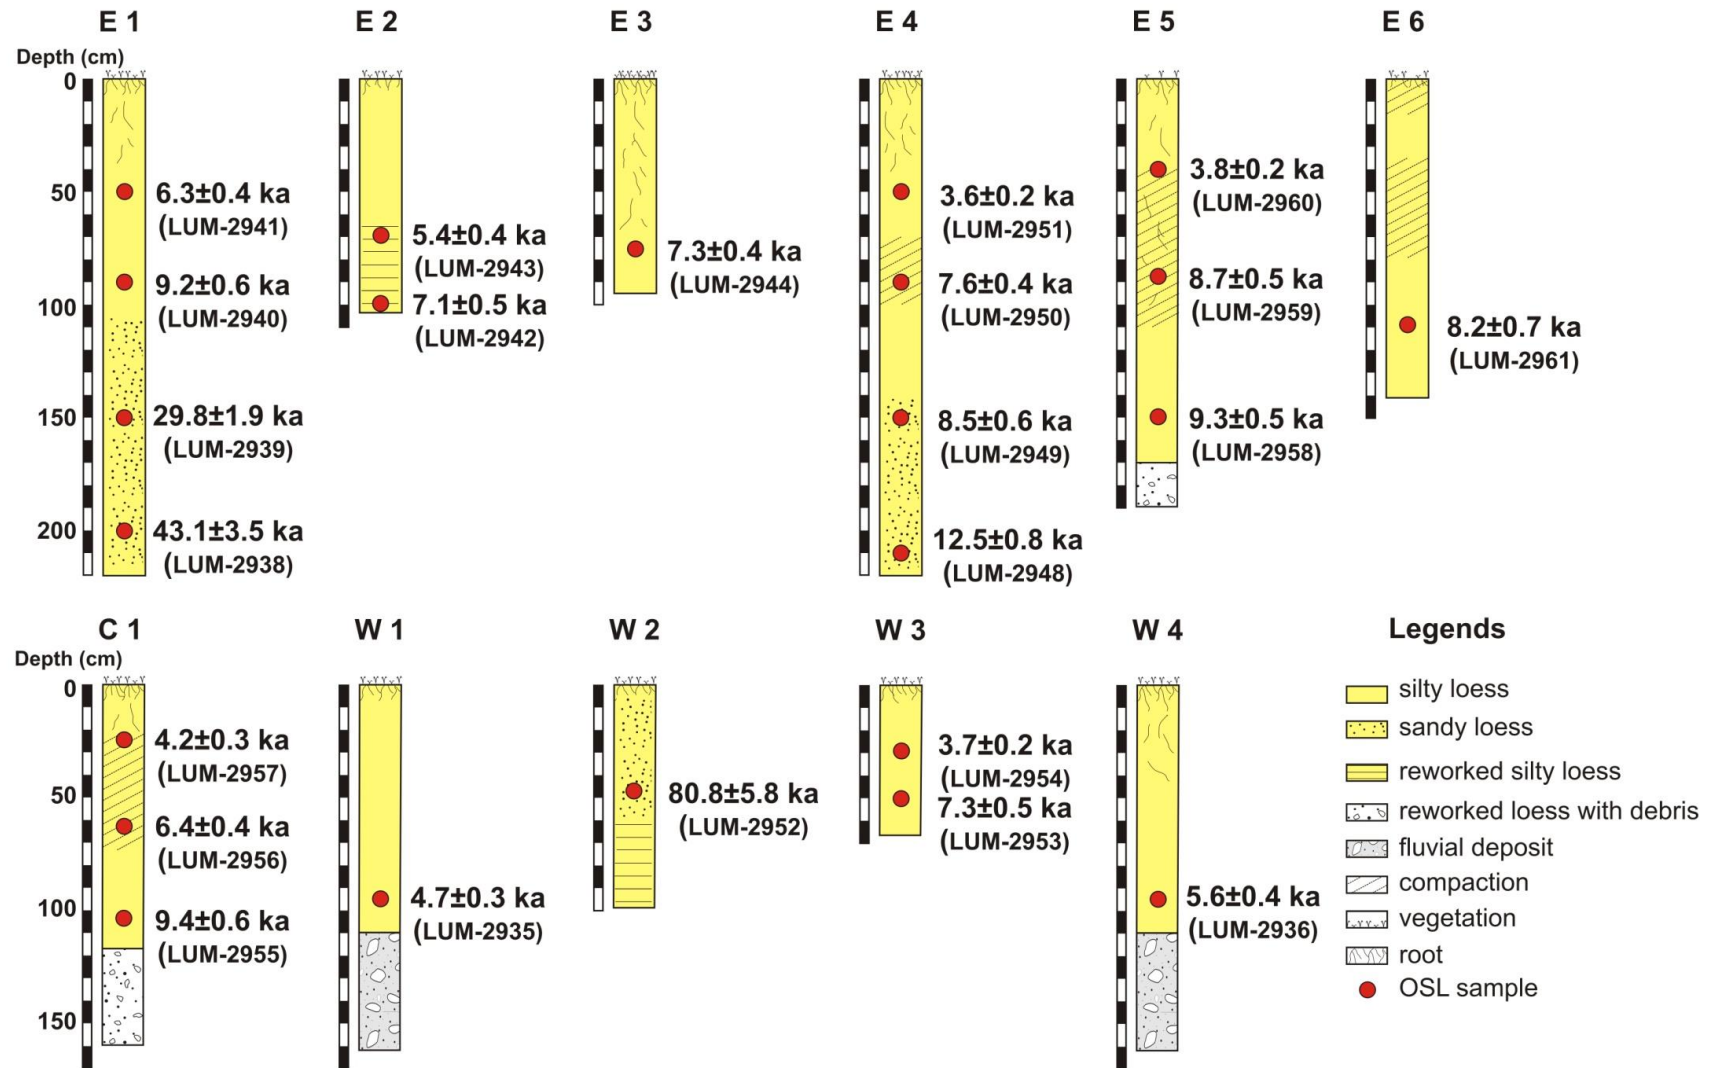 E 1
E 2
E 3
E 4
E 5
E 6
Depth (cm)
0
50
100
150
200
6.3±0.4 ka
(LUM-2941)
9.2±0.6 ka
(LUM-2940)
29.8±1.9 ka
(LUM-2939)
43.1±3.5 ka
(LUM-2938)
5.4±0.4 ka
(LUM-2943)
7.1±0.5 ka
(LUM-2942)
7.3±0.4 ka
(LUM-2944)
3.6±0.2 ka
(LUM-2951)
7.6±0.4 ka
(LUM-2950)
8.5±0.6 ka
(LUM-2949)
12.5±0.8 ka
(LUM-2948)
3.8±0.2 ka
(LUM-2960)
8.7±0.5 ka
(LUM-2959)
9.3±0.5 ka
(LUM-2958)
8.2±0.7 ka
(LUM-2961)
C 1
W 1
W 2
W 3
W 4
Depth (cm)
0
50
100
150
4.2±0.3 ka
(LUM-2957)
6.4±0.4 ka
(LUM-2956)
9.4±0.6 ka
(LUM-2955)
4.7±0.3 ka
(LUM-2935)
80.8±5.8 ka
(LUM-2952)
3.7±0.2 ka
(LUM-2954)
7.3±0.5 ka
(LUM-2953)
5.6±0.4 ka
(LUM-2936)
Legends
silty loess
sandy loess
reworked silty loess
reworked loess with debris
fluvial deposit
compaction
vegetation
root
OSL sample